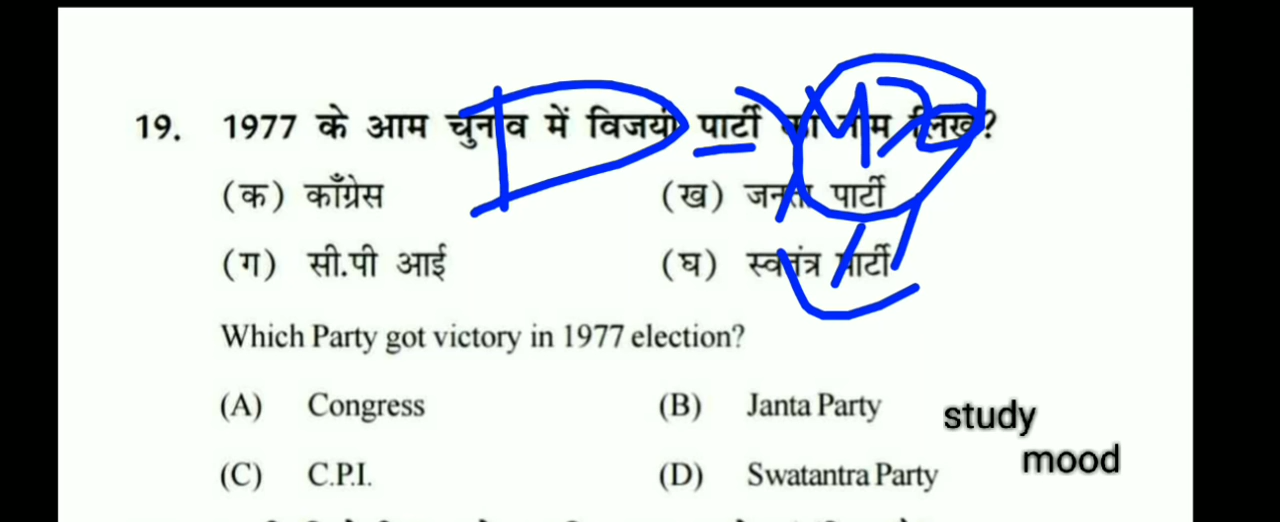 19. 1977 के आम चुनाव में विजयी पार्टी का नाम लिखें?
(क) काँग्रेस (ख) जनता पार्टी
(ग) सी.पी आई (घ) स्वतंत्र पार्टी
Which Party got victory in 1977 election?
(A) Congress (B) Janta Party
study
mood
(C) C.P.I. (D) Swatantra Party